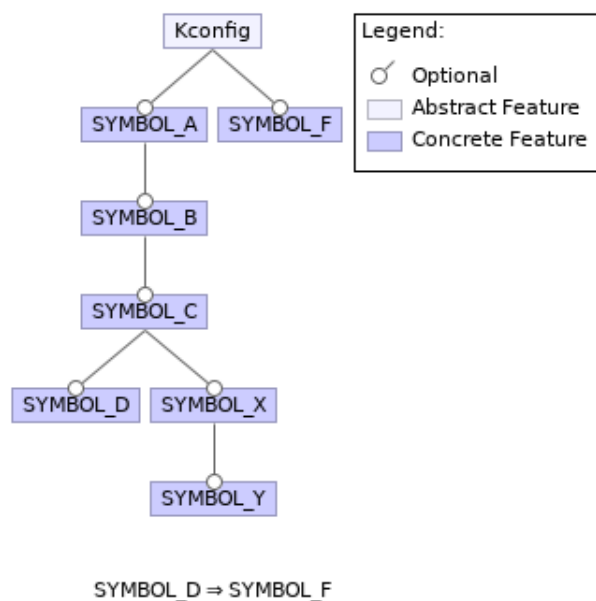 Kconfig
Legend:
Optional
Abstract Feature
Concrete Feature
SYMBOL_A
SYMBOL_F
SYMBOL_B
SYMBOL_C
SYMBOL_D
SYMBOL_X
SYMBOL_Y
SYMBOL_D ⇒ SYMBOL_F